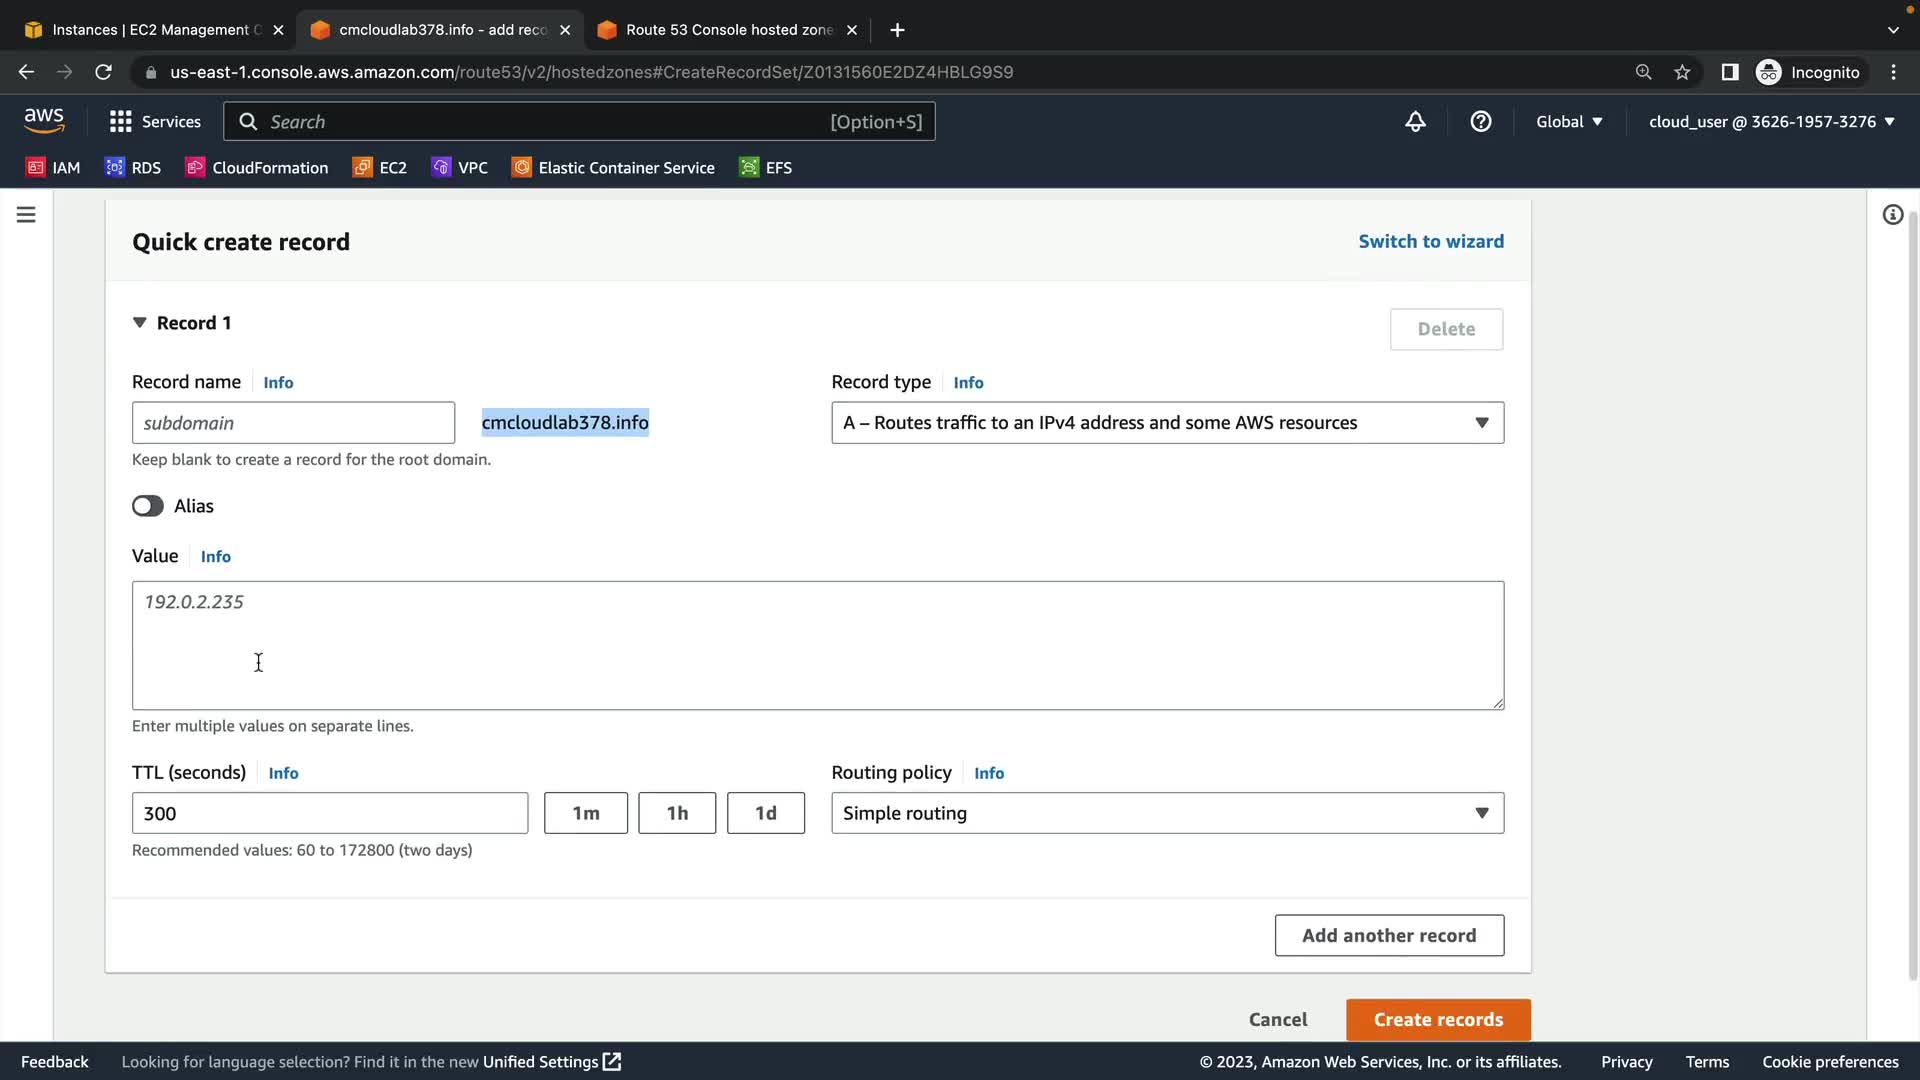 Instances | EC2 Management C
cmcloudlab378.info - add reco
Route 53 Console hosted zone
us-east-1.console.aws.amazon.com/route53/v2/hostedzones#CreateRecordSet/Z0131560E2DZ4HBLG9S9
Incognito
aws
Services
Search
[Option+S]
Global
cloud_user @ 3626-1957-3276
IAM
RDS
CloudFormation
EC2
VPC
Elastic Container Service
EFS
Quick create record
Switch to wizard
Record 1
Delete
Record name
Info
Record type
Info
subdomain
cmcloudlab378.info
A – Routes traffic to an IPv4 address and some AWS resources
Keep blank to create a record for the root domain.
Alias
Value
Info
192.0.2.235
Enter multiple values on separate lines.
TTL (seconds)
Info
Routing policy
Info
300
1m
1h
1d
Simple routing
Recommended values: 60 to 172800 (two days)
Add another record
Cancel
Create records
Feedback
Looking for language selection? Find it in the new Unified Settings
© 2023, Amazon Web Services, Inc. or its affiliates.
Privacy
Terms
Cookie preferences